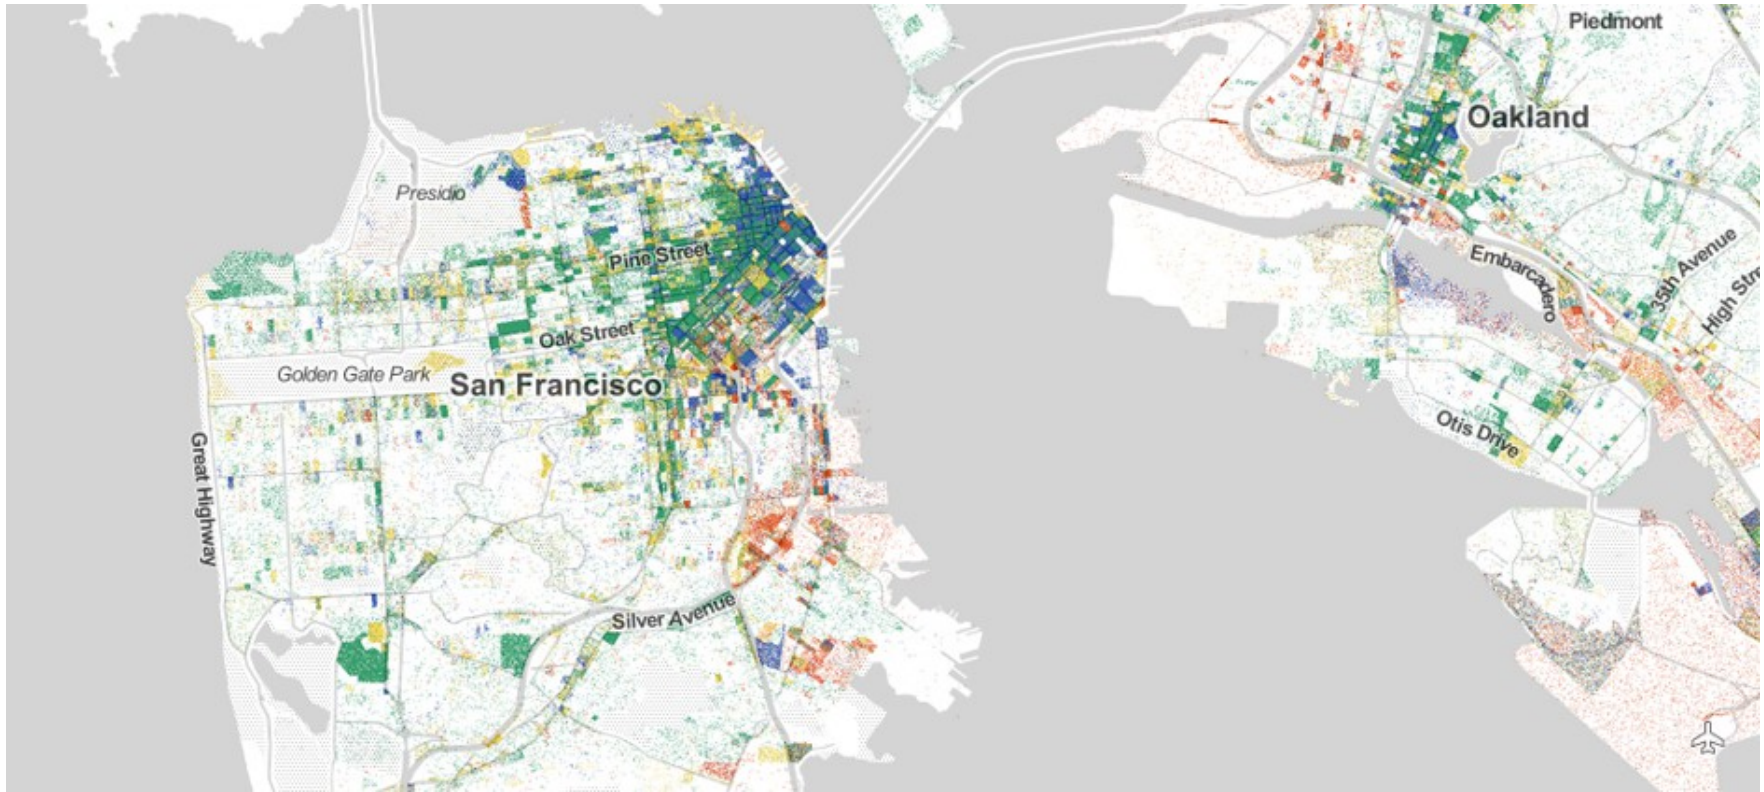 Piedmont
Oakland
Presidio
Pine Street
Embarcadero
35th Avenue
High
Oak Street
Golden Gate Park
San Francisco
Otis Drive
Great Highway
Silver Avenue